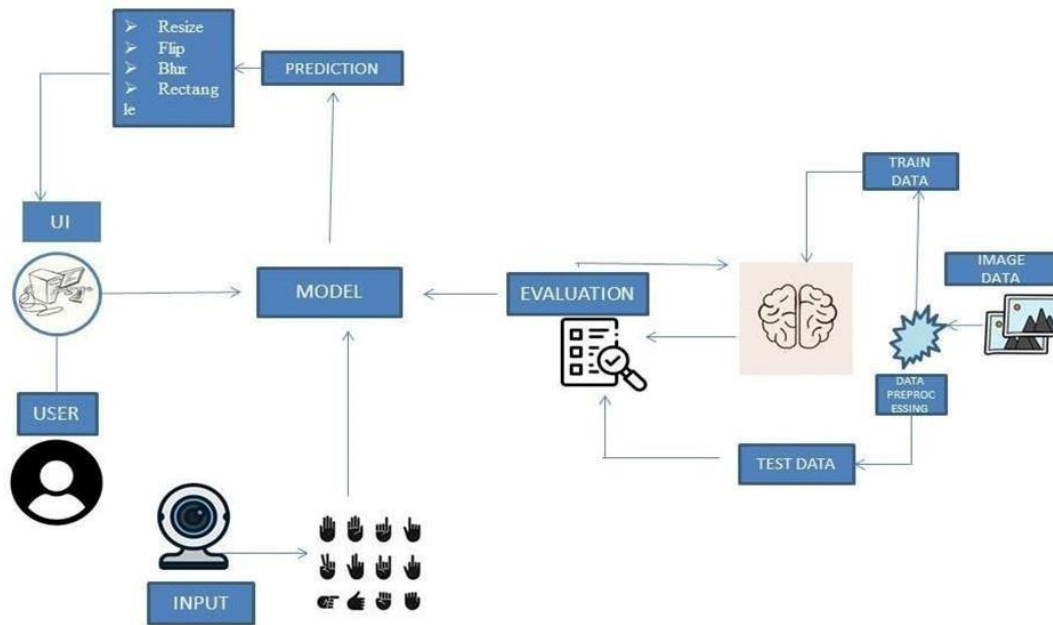 Resize
Flip
Blur
Rectang
le
PREDICTION
UI
USER
INPUT
MODEL
EVALUATION
TRAIN
DATA
IMAGE
DATA
DATA
PREPROC
ESSING
TEST DATA